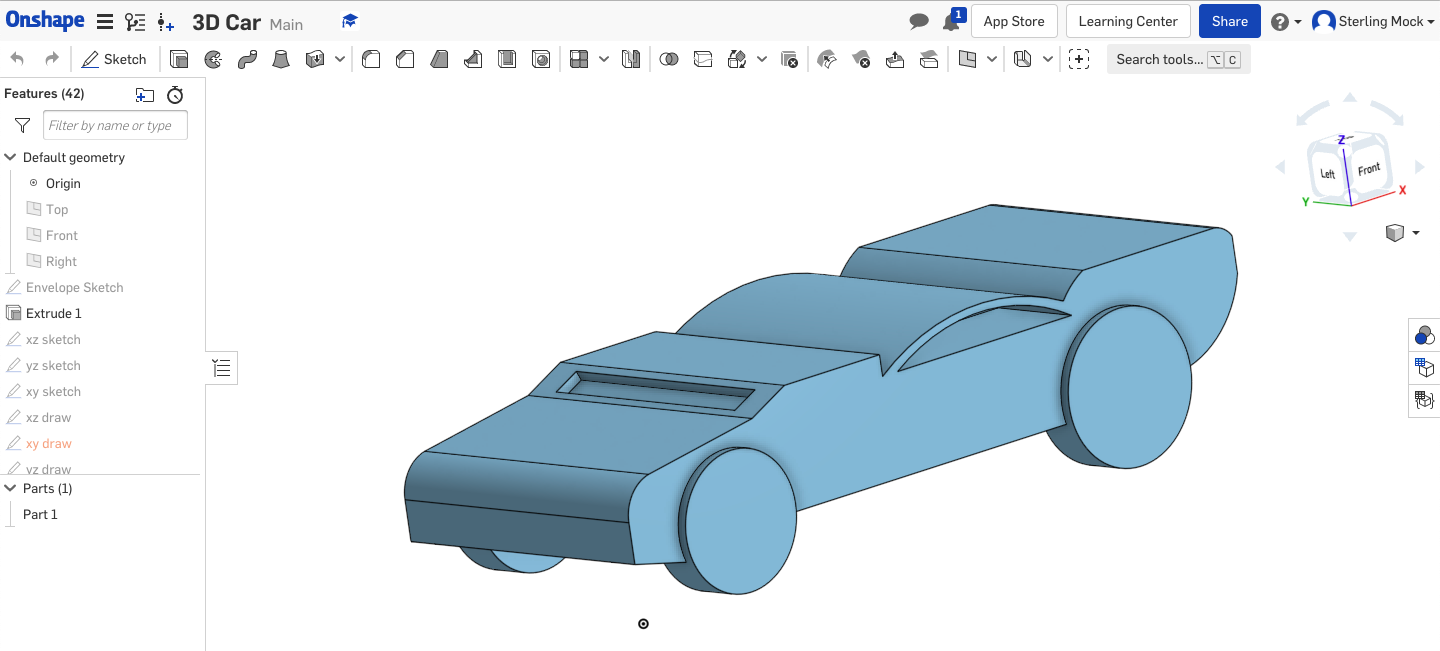 Onshape 3D Car Main 1 App Store Learning Center Share Sterling Mock
Sketch Search tools... ⌥ C
Features (42)
Filter by name or type
Default geometry
Origin
Top
Front
Right
Envelope Sketch
Extrude 1
xz sketch
yz sketch
xy sketch
xz draw
xy draw
yz draw
Parts (1)
Part 1
Z
Left Front
X
Y